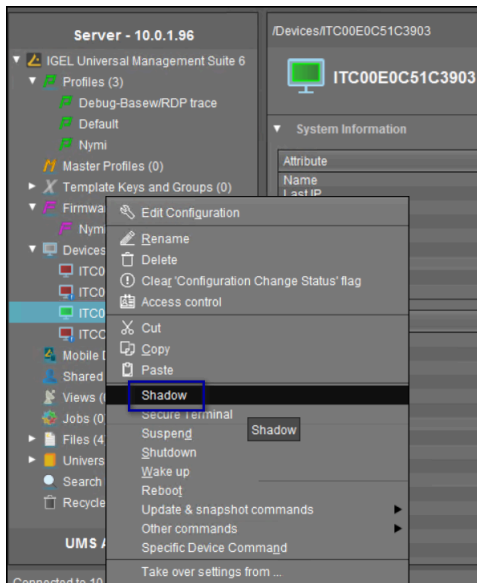 Server - 10.0.1.96
IGEL Universal Management Suite 6
Profiles (3)
Debug-Basew/RDP trace
Default
Nymi
Master Profiles (0)
Template Keys and Groups (0)
Firmwa
Nymi
Devices
ITC0
ITC0
ITC0
ITCC
Mobile
Shared
Views (
Jobs (0
Files (4
Univers
Search
Recycle
UMS
Connected to 10
/Devices/ITC00E0C51C3903
ITC00E0C51C3903
System Information
Attribute
Name
Last IP
Edit Configuration
Rename
Delete
Clear 'Configuration Change Status' flag
Access control
Cut
Copy
Paste
Shadow
Secure Terminal
Shadow
Suspend
Shutdown
Wake up
Reboot
Update & snapshot commands
Other commands
Specific Device Command
Take over settings from ...